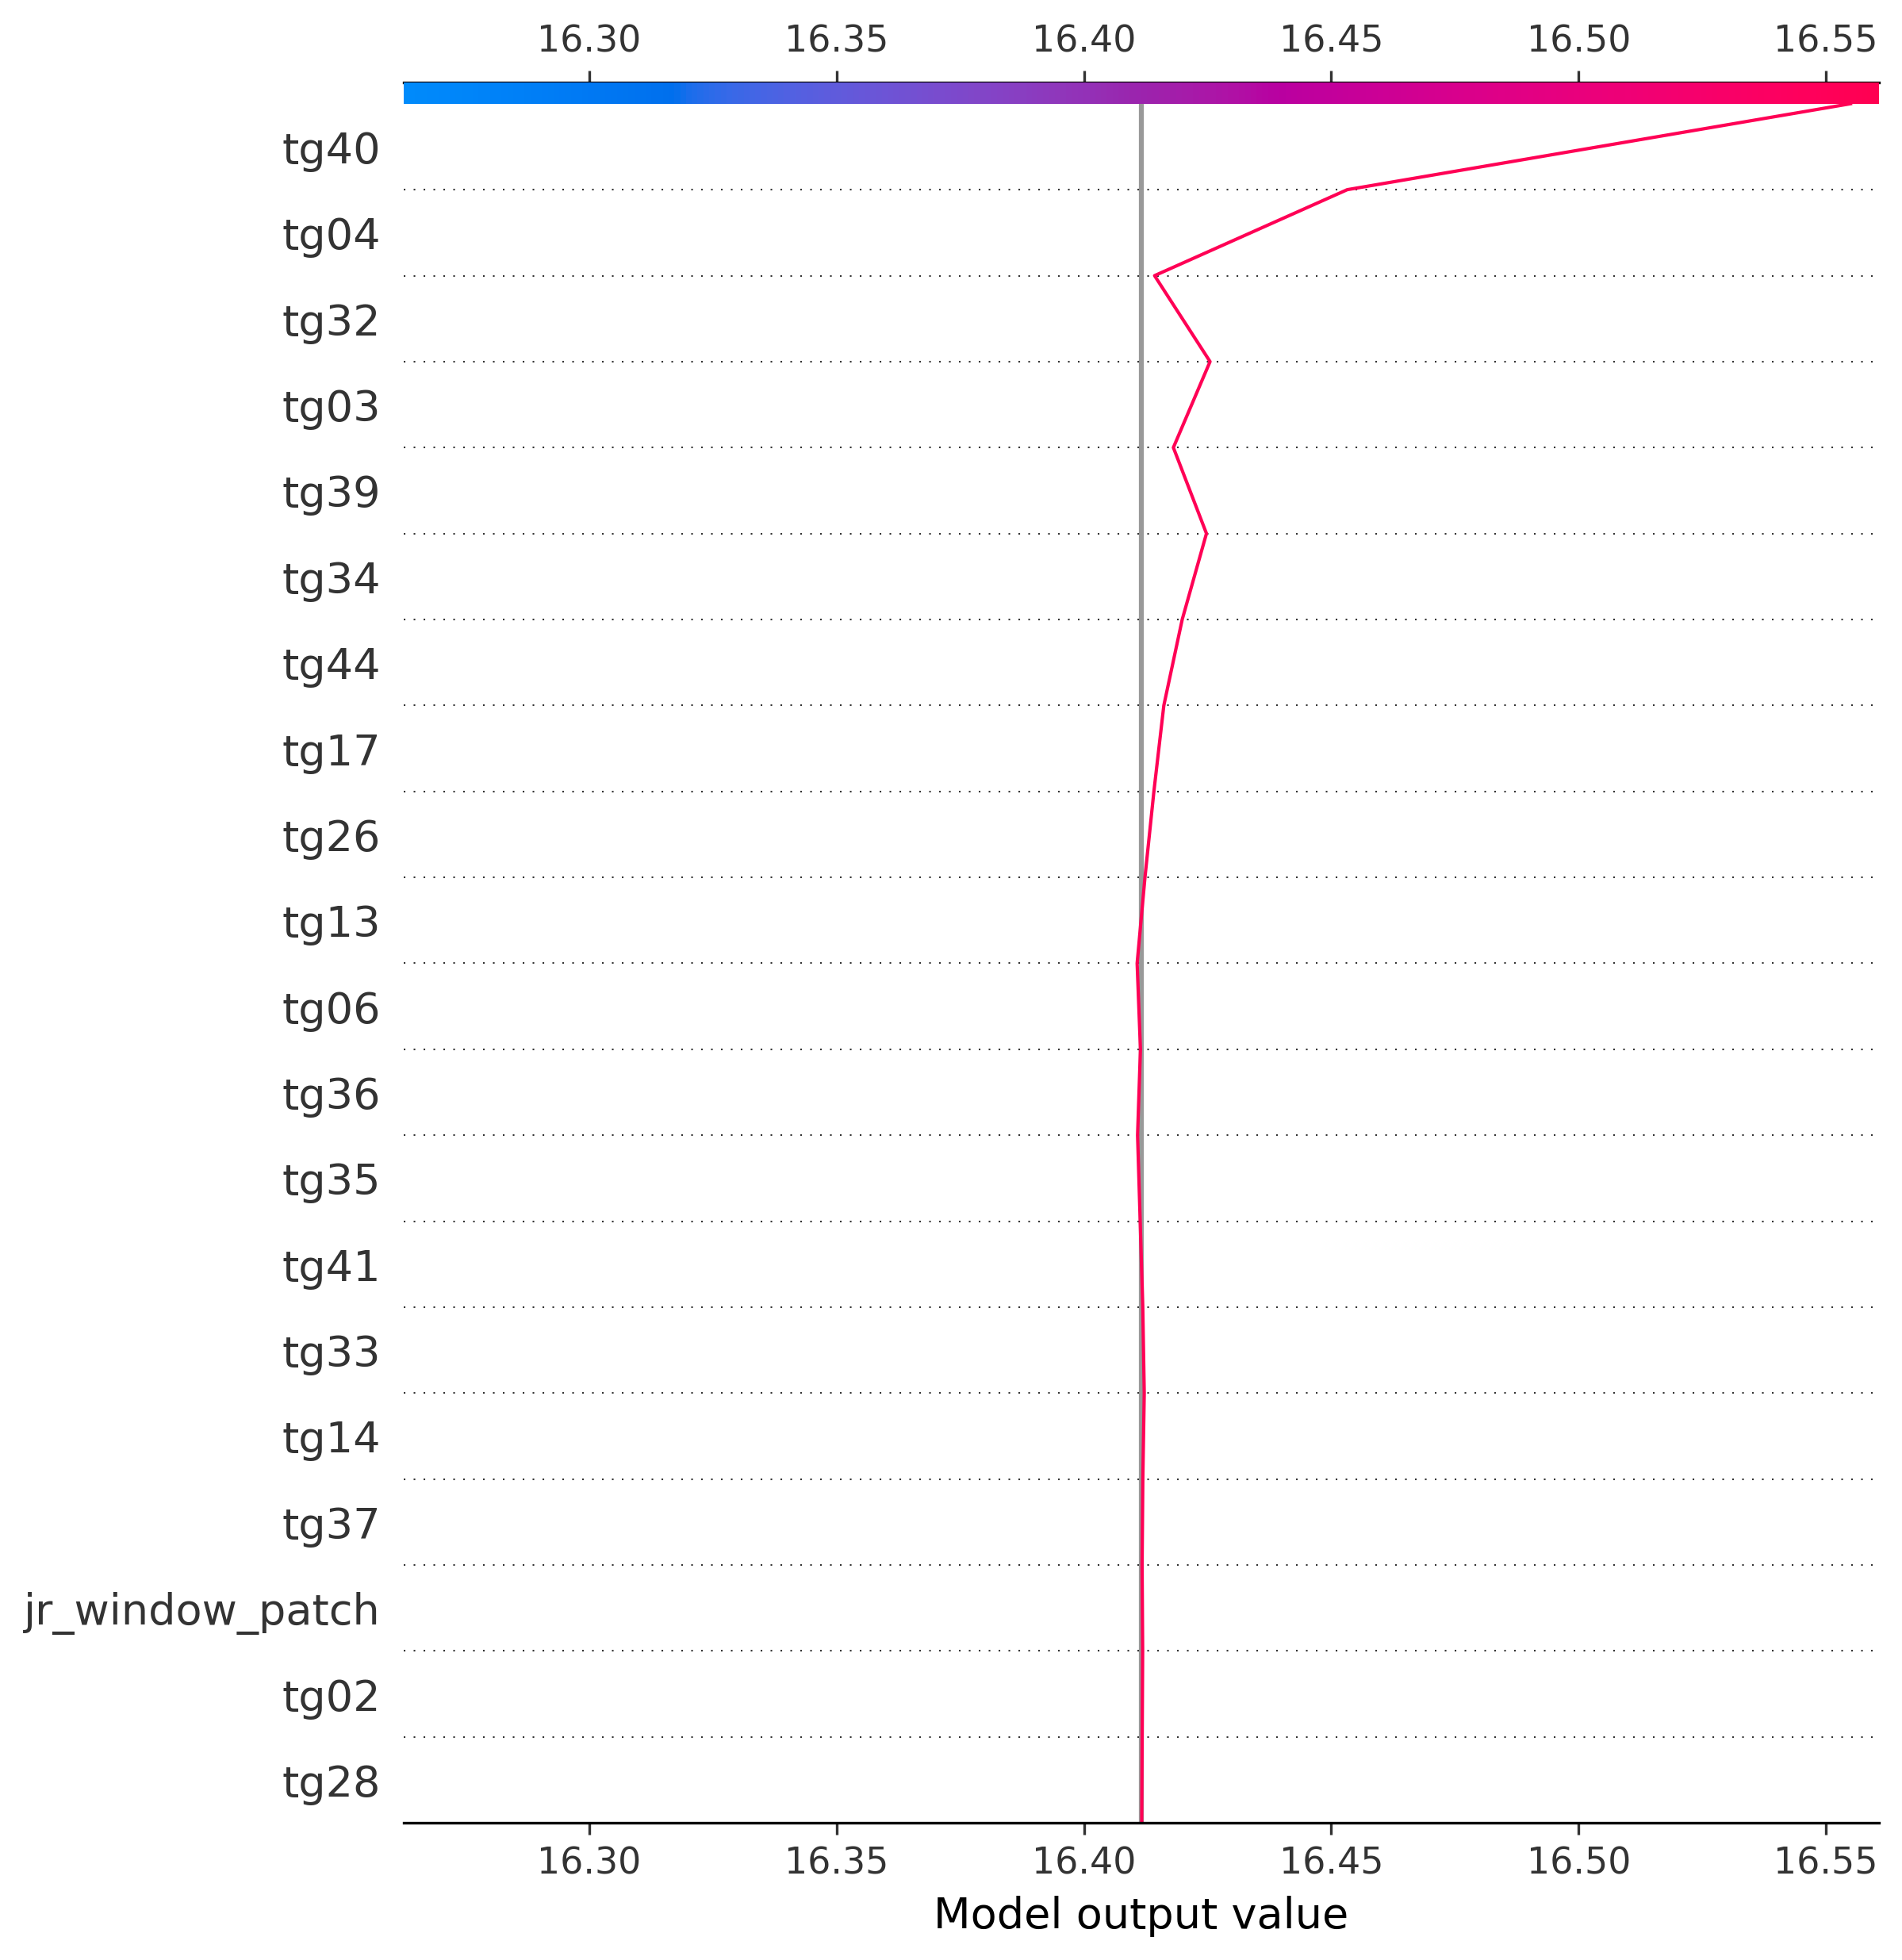 16.30 16.35 16.40 16.45 16.50 16.55
tg40
tg04
tg32
tg03
tg39
tg34
tg44
tg17
tg26
tg13
tg06
tg36
tg35
tg41
tg33
tg14
tg37
jr_window_patch
tg02
tg28
16.30 16.35 16.40 16.45 16.50 16.55
Model output value